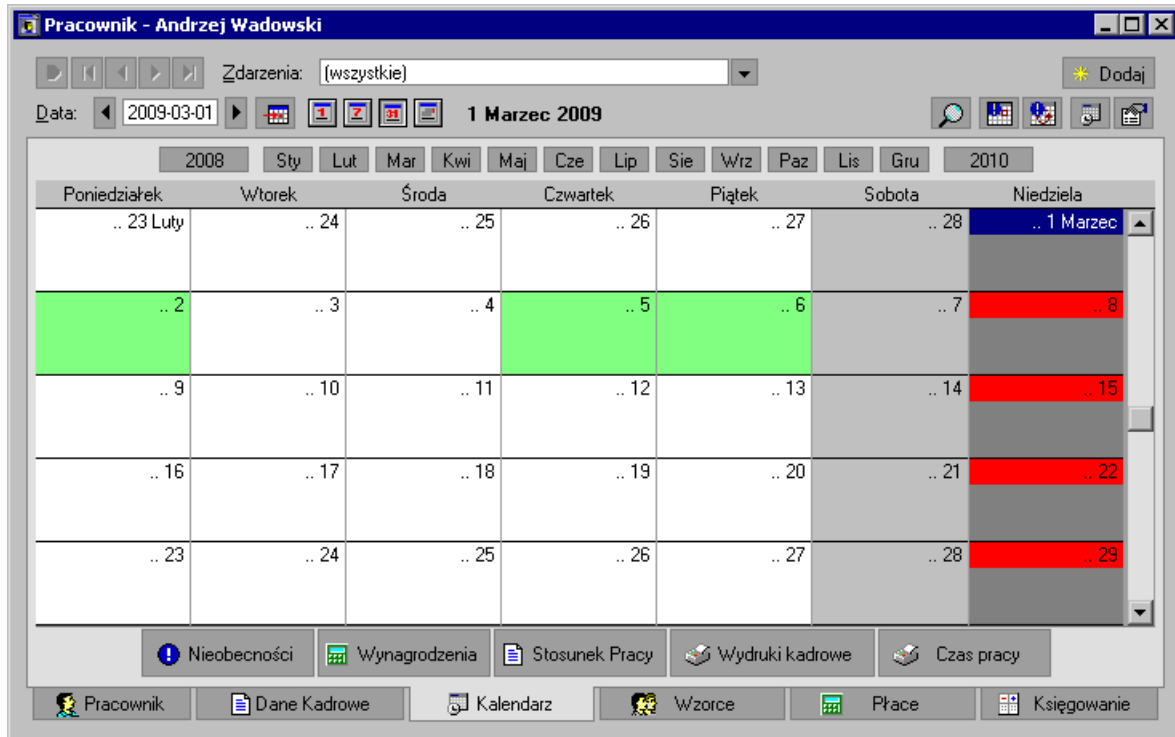 Pracownik - Andrzej Wadowski
Zdarzenia: (wszystkie) Dodaj
Data: 2009-03-01 1 7 31 1 Marzec 2009
2008 Sty Lut Mar Kwi Maj Cze Lip Sie Wrz Paz Lis Gru 2010
Poniedziałek Wtorek Środa Czwartek Piątek Sobota Niedziela
.. 23 Luty .. 24 .. 25 .. 26 .. 27 .. 28 .. 1 Marzec
.. 2 .. 3 .. 4 .. 5 .. 6 .. 7 .. 8
.. 9 .. 10 .. 11 .. 12 .. 13 .. 14 .. 15
.. 16 .. 17 .. 18 .. 19 .. 20 .. 21 .. 22
.. 23 .. 24 .. 25 .. 26 .. 27 .. 28 .. 29
Nieobecności Wynagrodzenia Stosunek Pracy Wydruki kadrowe Czas pracy
Pracownik Dane Kadrowe Kalendarz Wzorce Płace Księgowanie